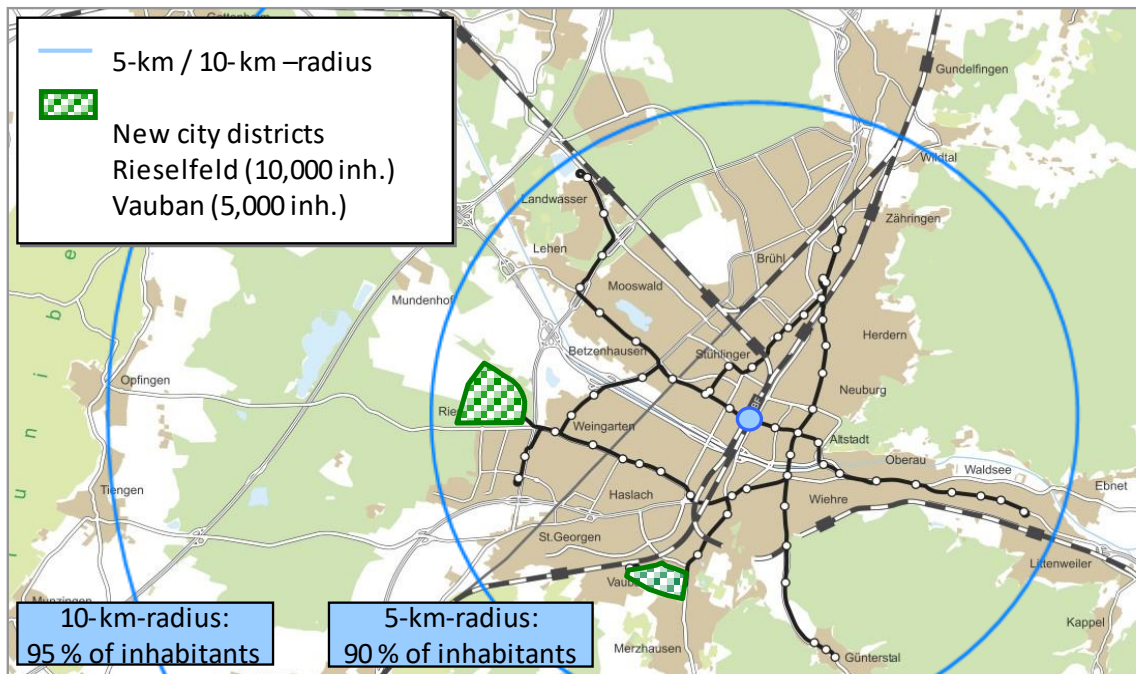 5-km / 10-km –radius
New city districts
Rieselfeld (10,000 inh.)
Vauban (5,000 inh.)
Gundelfingen
Wildtal
Landwasser
Zähringen
Lehen
Brühl
Mooswald
Mundenhof
Herdern
Betzenhausen
Stühlinger
Opfingen
Neuburg
Weingarten
Altstadt
Oberau
Waldsee
Ebnet
Tiengen
Haslach
Wiehre
St.Georgen
Littenweiler
Munzingen
Merzhausen
Günterstal
Kappel
10-km-radius:
95 % of inhabitants
5-km-radius:
90 % of inhabitants